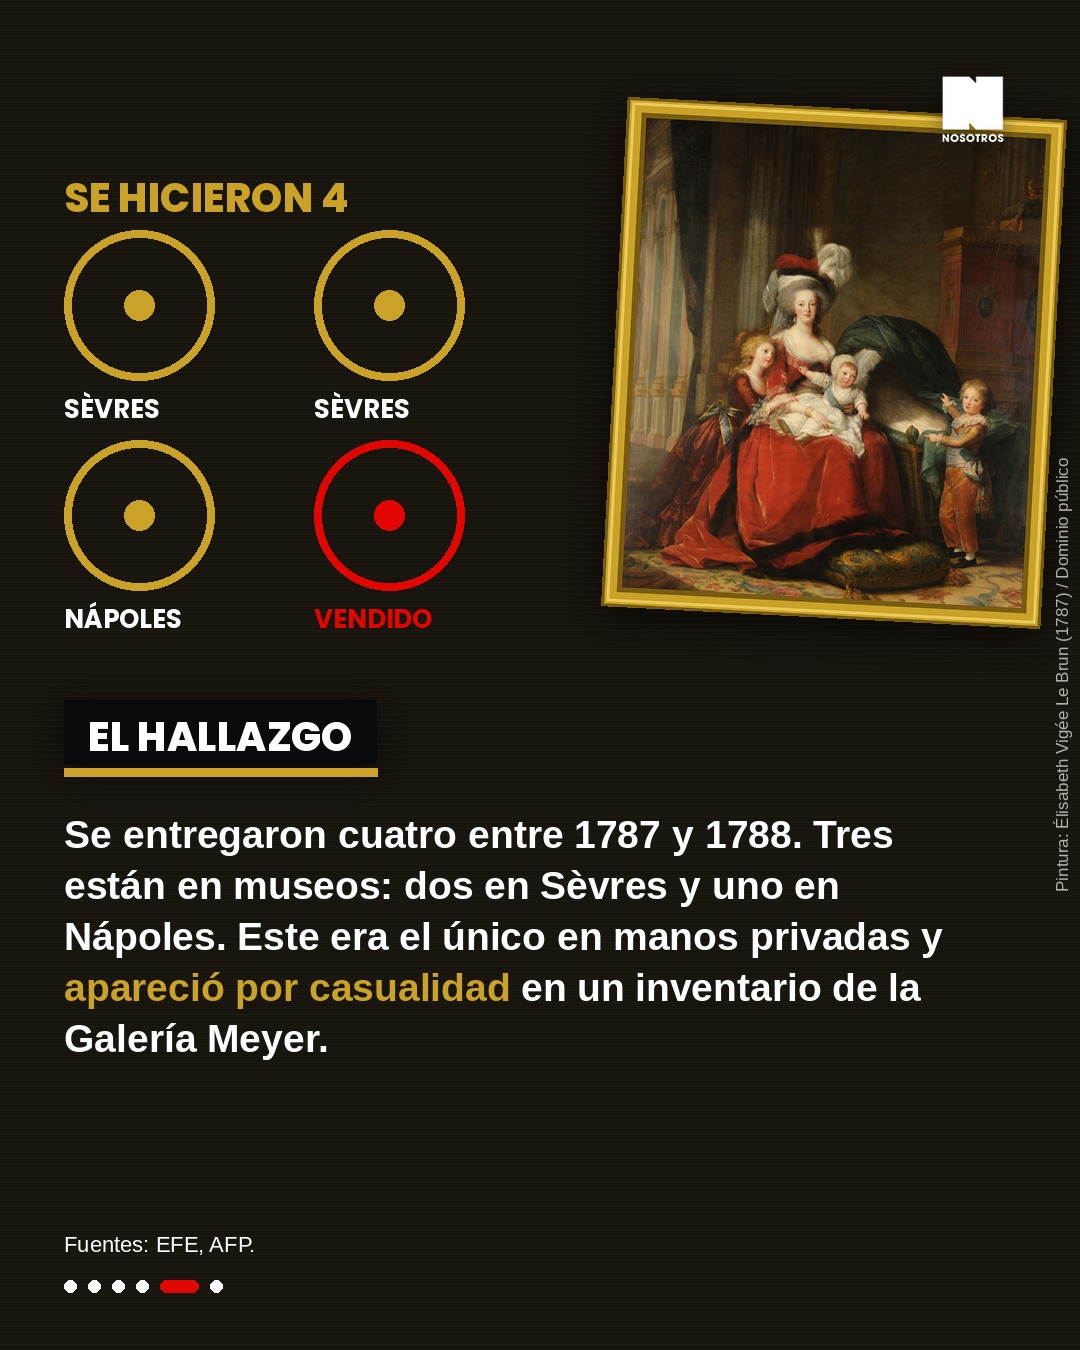 NOSOTROS
SE HICIERON 4
SÈVRES
SÈVRES
NÁPOLES
VENDIDO
EL HALLAZGO
Se entregaron cuatro entre 1787 y 1788. Tres
están en museos: dos en Sèvres y uno en
Nápoles. Este era el único en manos privadas y
apareció por casualidad en un inventario de la
Galería Meyer.
Pintura: Élisabeth Vigée Le Brun (1787) / Dominio público
Fuentes: EFE, AFP.